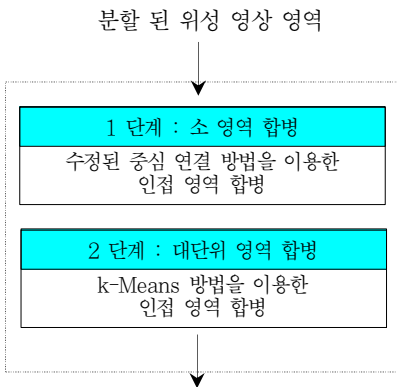 분할 된 위성 영상 영역
1 단계 : 소 영역 합병
수정된 중심 연결 방법을 이용한
인접 영역 합병
2 단계 : 대단위 영역 합병
k-Means 방법을 이용한
인접 영역 합병